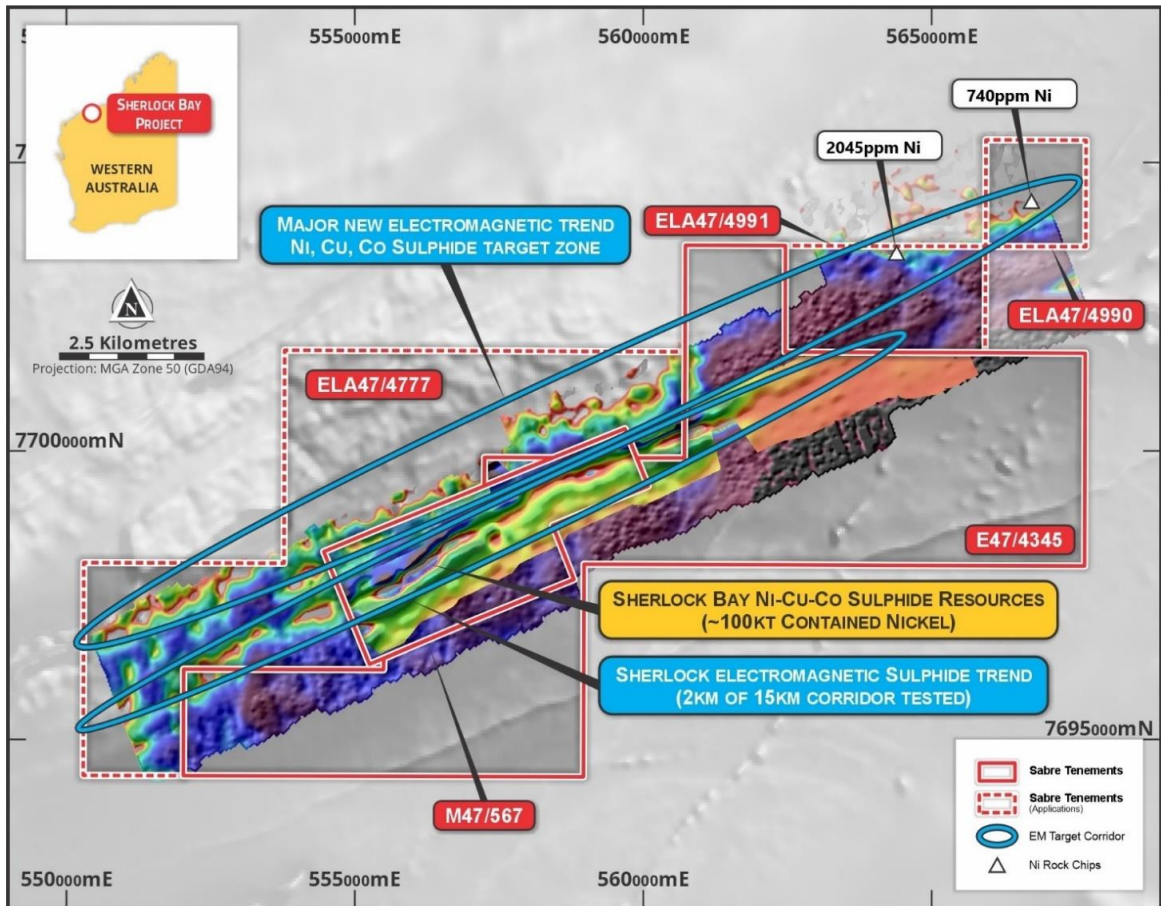 555000mE
560000mE
565000mE
SHERLOCK BAY
PROJECT
WESTERN
AUSTRALIA
740ppm Ni
2045ppm Ni
MAJOR NEW ELECTROMAGNETIC TREND
NI, CU, CO SULPHIDE TARGET ZONE
ELA47/4991
N
2.5 Kilometres
Projection: MGA Zone 50 (GDA94)
ELA47/4990
ELA47/4777
7700000mN
E47/4345
SHERLOCK BAY NI-CU-CO SULPHIDE RESOURCES
(~100KT CONTAINED NICKEL)
SHERLOCK ELECTROMAGNETIC SULPHIDE TREND
(2KM OF 15KM CORRIDOR TESTED)
7695000mN
M47/567
Sabre Tenements
Sabre Tenements
(Applications)
EM Target Corridor
Ni Rock Chips
550000mE
555000mE
560000mE